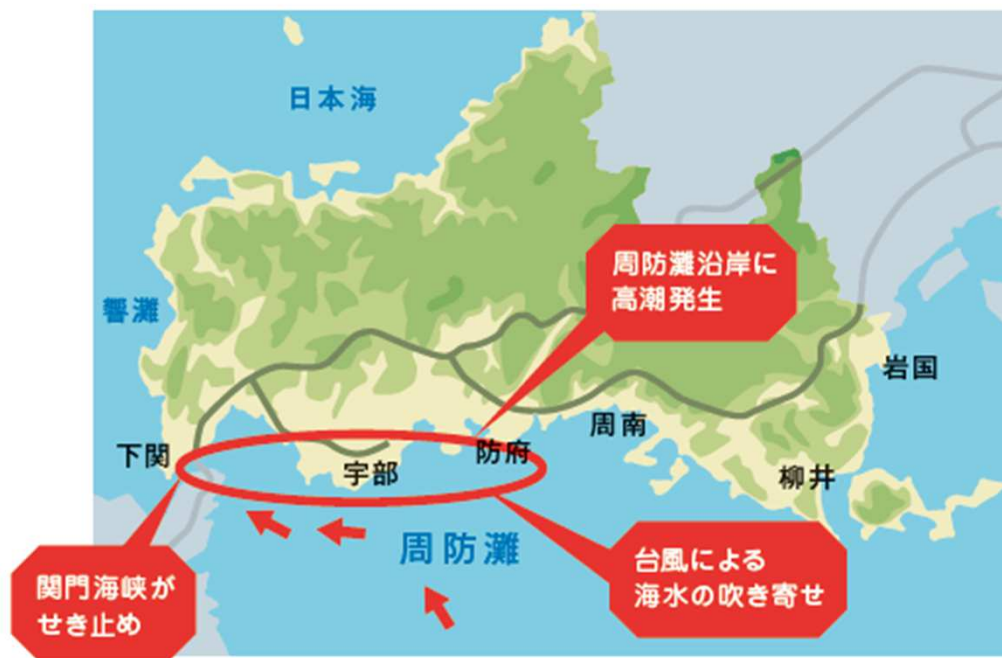 日本海
周防灘沿岸に
高潮発生
響灘
岩国
周南
下関
防府
宇部
柳井
周防灘
台風による
海水の吹き寄せ
関門海峡が
せき止め